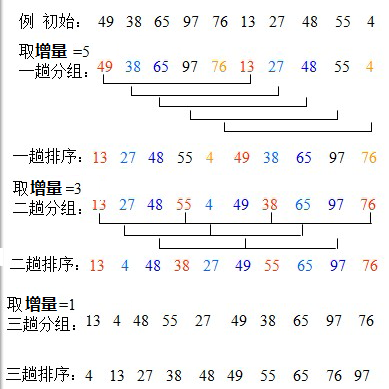 例 初始： 49 38 65 97 76 13 27 48 55 4
取增量 =5
一趟分组： 49 38 65 97 76 13 27 48 55 4
一趟排序： 13 27 48 55 4 49 38 65 97 76
取增量 =3
二趟分组： 13 27 48 55 4 49 38 65 97 76
二趟排序： 13 4 48 38 27 49 55 65 97 76
取增量=1
三趟分组： 13 4 48 55 27 49 38 65 97 76
三趟排序： 4 13 27 38 48 49 55 65 76 97